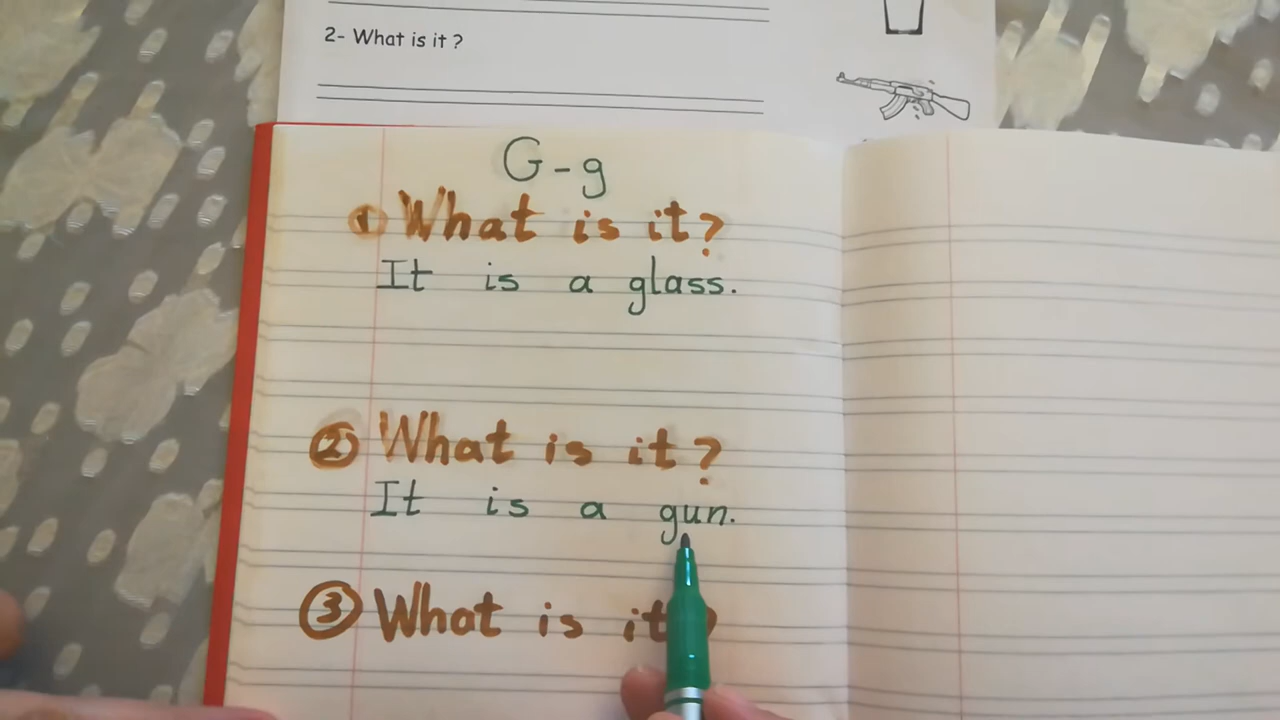 2- What is it ?
G-g
① What is it?
It is a glass.
② What is it?
It is a gun.
③ What is it?